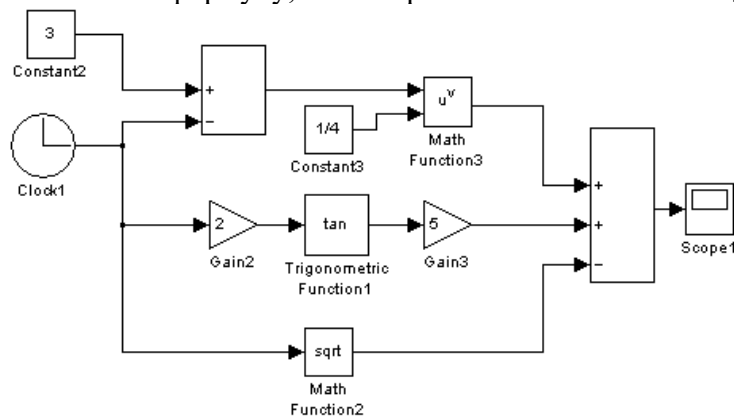 3
Constant2
+
−
Clock1
1/4
Constant3
u^v
Math
Function3
2
Gain2
tan
Trigonometric
Function1
5
Gain3
+
+
−
Scope1
sqrt
Math
Function2